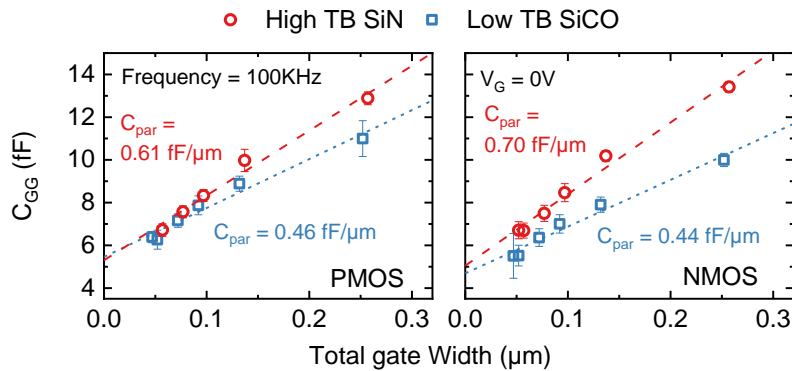 High TB SiN Low TB SiCO
Frequency = 100KHz
C_par =
0.61 fF/µm
C_par = 0.46 fF/µm
PMOS
V_G = 0V
C_par =
0.70 fF/µm
C_par = 0.44 fF/µm
NMOS
C_GG (fF)
14
12
10
8
6
4
0.0 0.1 0.2 0.3 0.0 0.1 0.2 0.3
Total gate Width (µm)